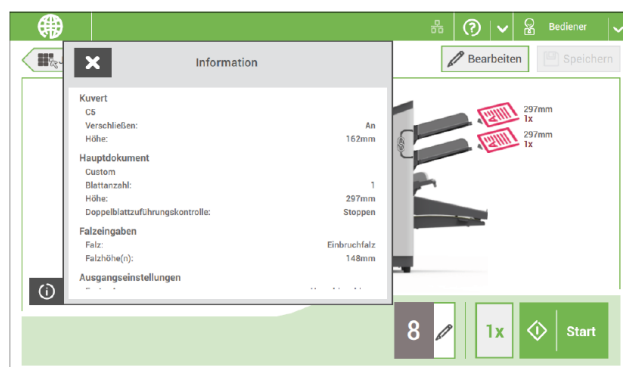 Bediener
Information
Bearbeiten
Speichern
Kuvert
C5
Verschließen: An
Höhe: 162mm
Hauptdokument
Custom
Blattanzahl: 1
Höhe: 297mm
Doppelblattzuführungskontrolle: Stoppen
Falzeingaben
Falz: Einbruchfalz
Falzhöhe(n): 148mm
Ausgangseinstellungen
297mm
1x
297mm
1x
8
1x
Start